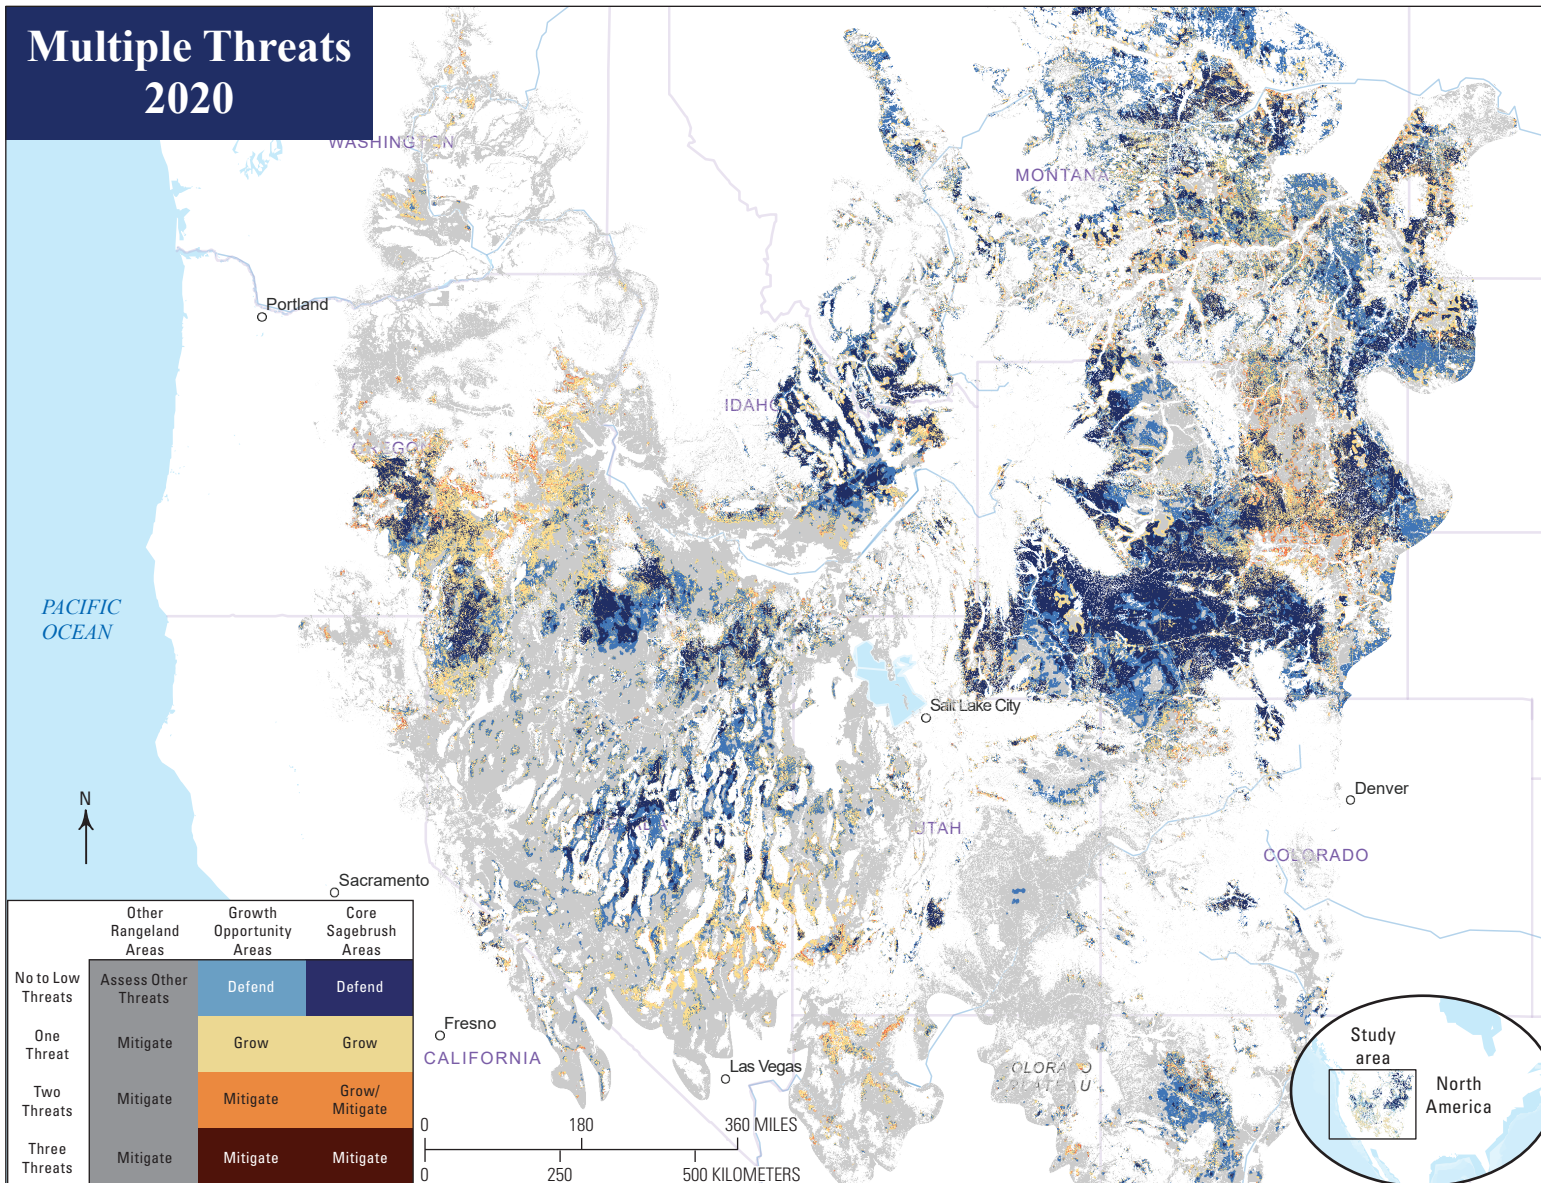 Multiple Threats
2020
WASHINGTON
MONTANA
Portland
IDAHO
OREGO
PACIFIC
OCEAN
Salt Lake City
N
Denver
UTAH
COLORADO
Sacramento
Other
Rangeland
Areas
Growth
Opportunity
Areas
Core
Sagebrush
Areas
No to Low
Threats
Assess Other
Threats
Defend
Defend
One
Threat
Mitigate
Grow
Grow
Two
Threats
Mitigate
Mitigate
Grow/
Mitigate
Three
Threats
Mitigate
Mitigate
Mitigate
Fresno
CALIFORNIA
Las Vegas
COLORADO
PLATEAU
0 180 360 MILES
0 250 500 KILOMETERS
Study
area
North
America